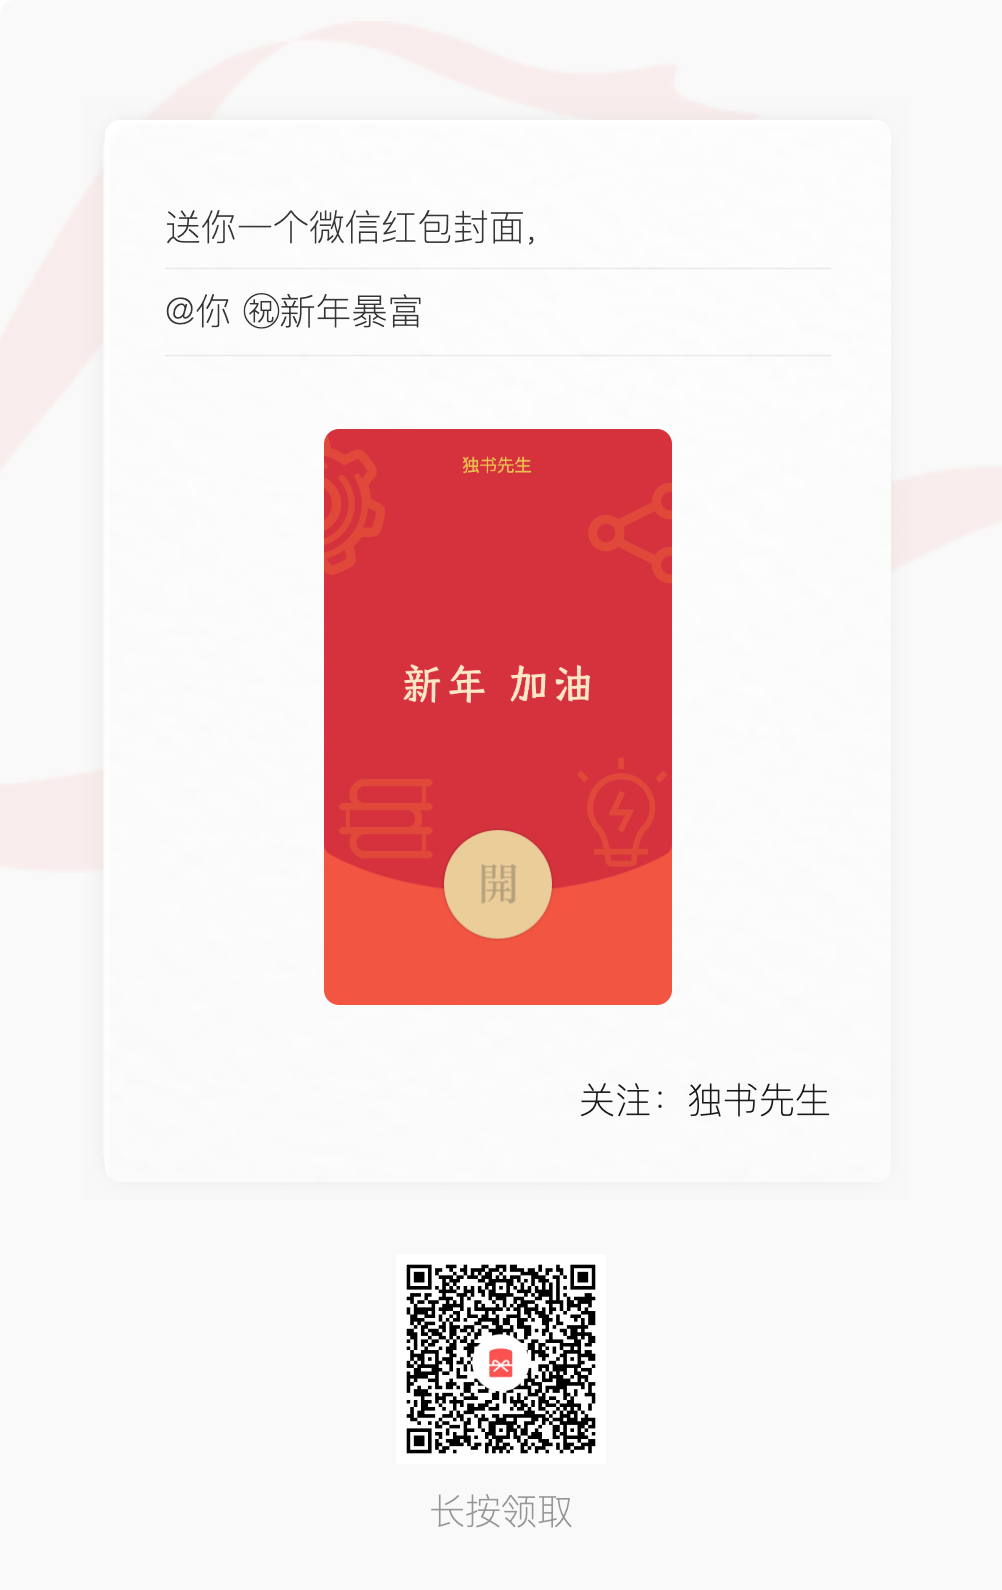 送你一个微信红包封面，
@你 ㊗新年暴富
独书先生
新年 加油
開
关注：独书先生
长按领取